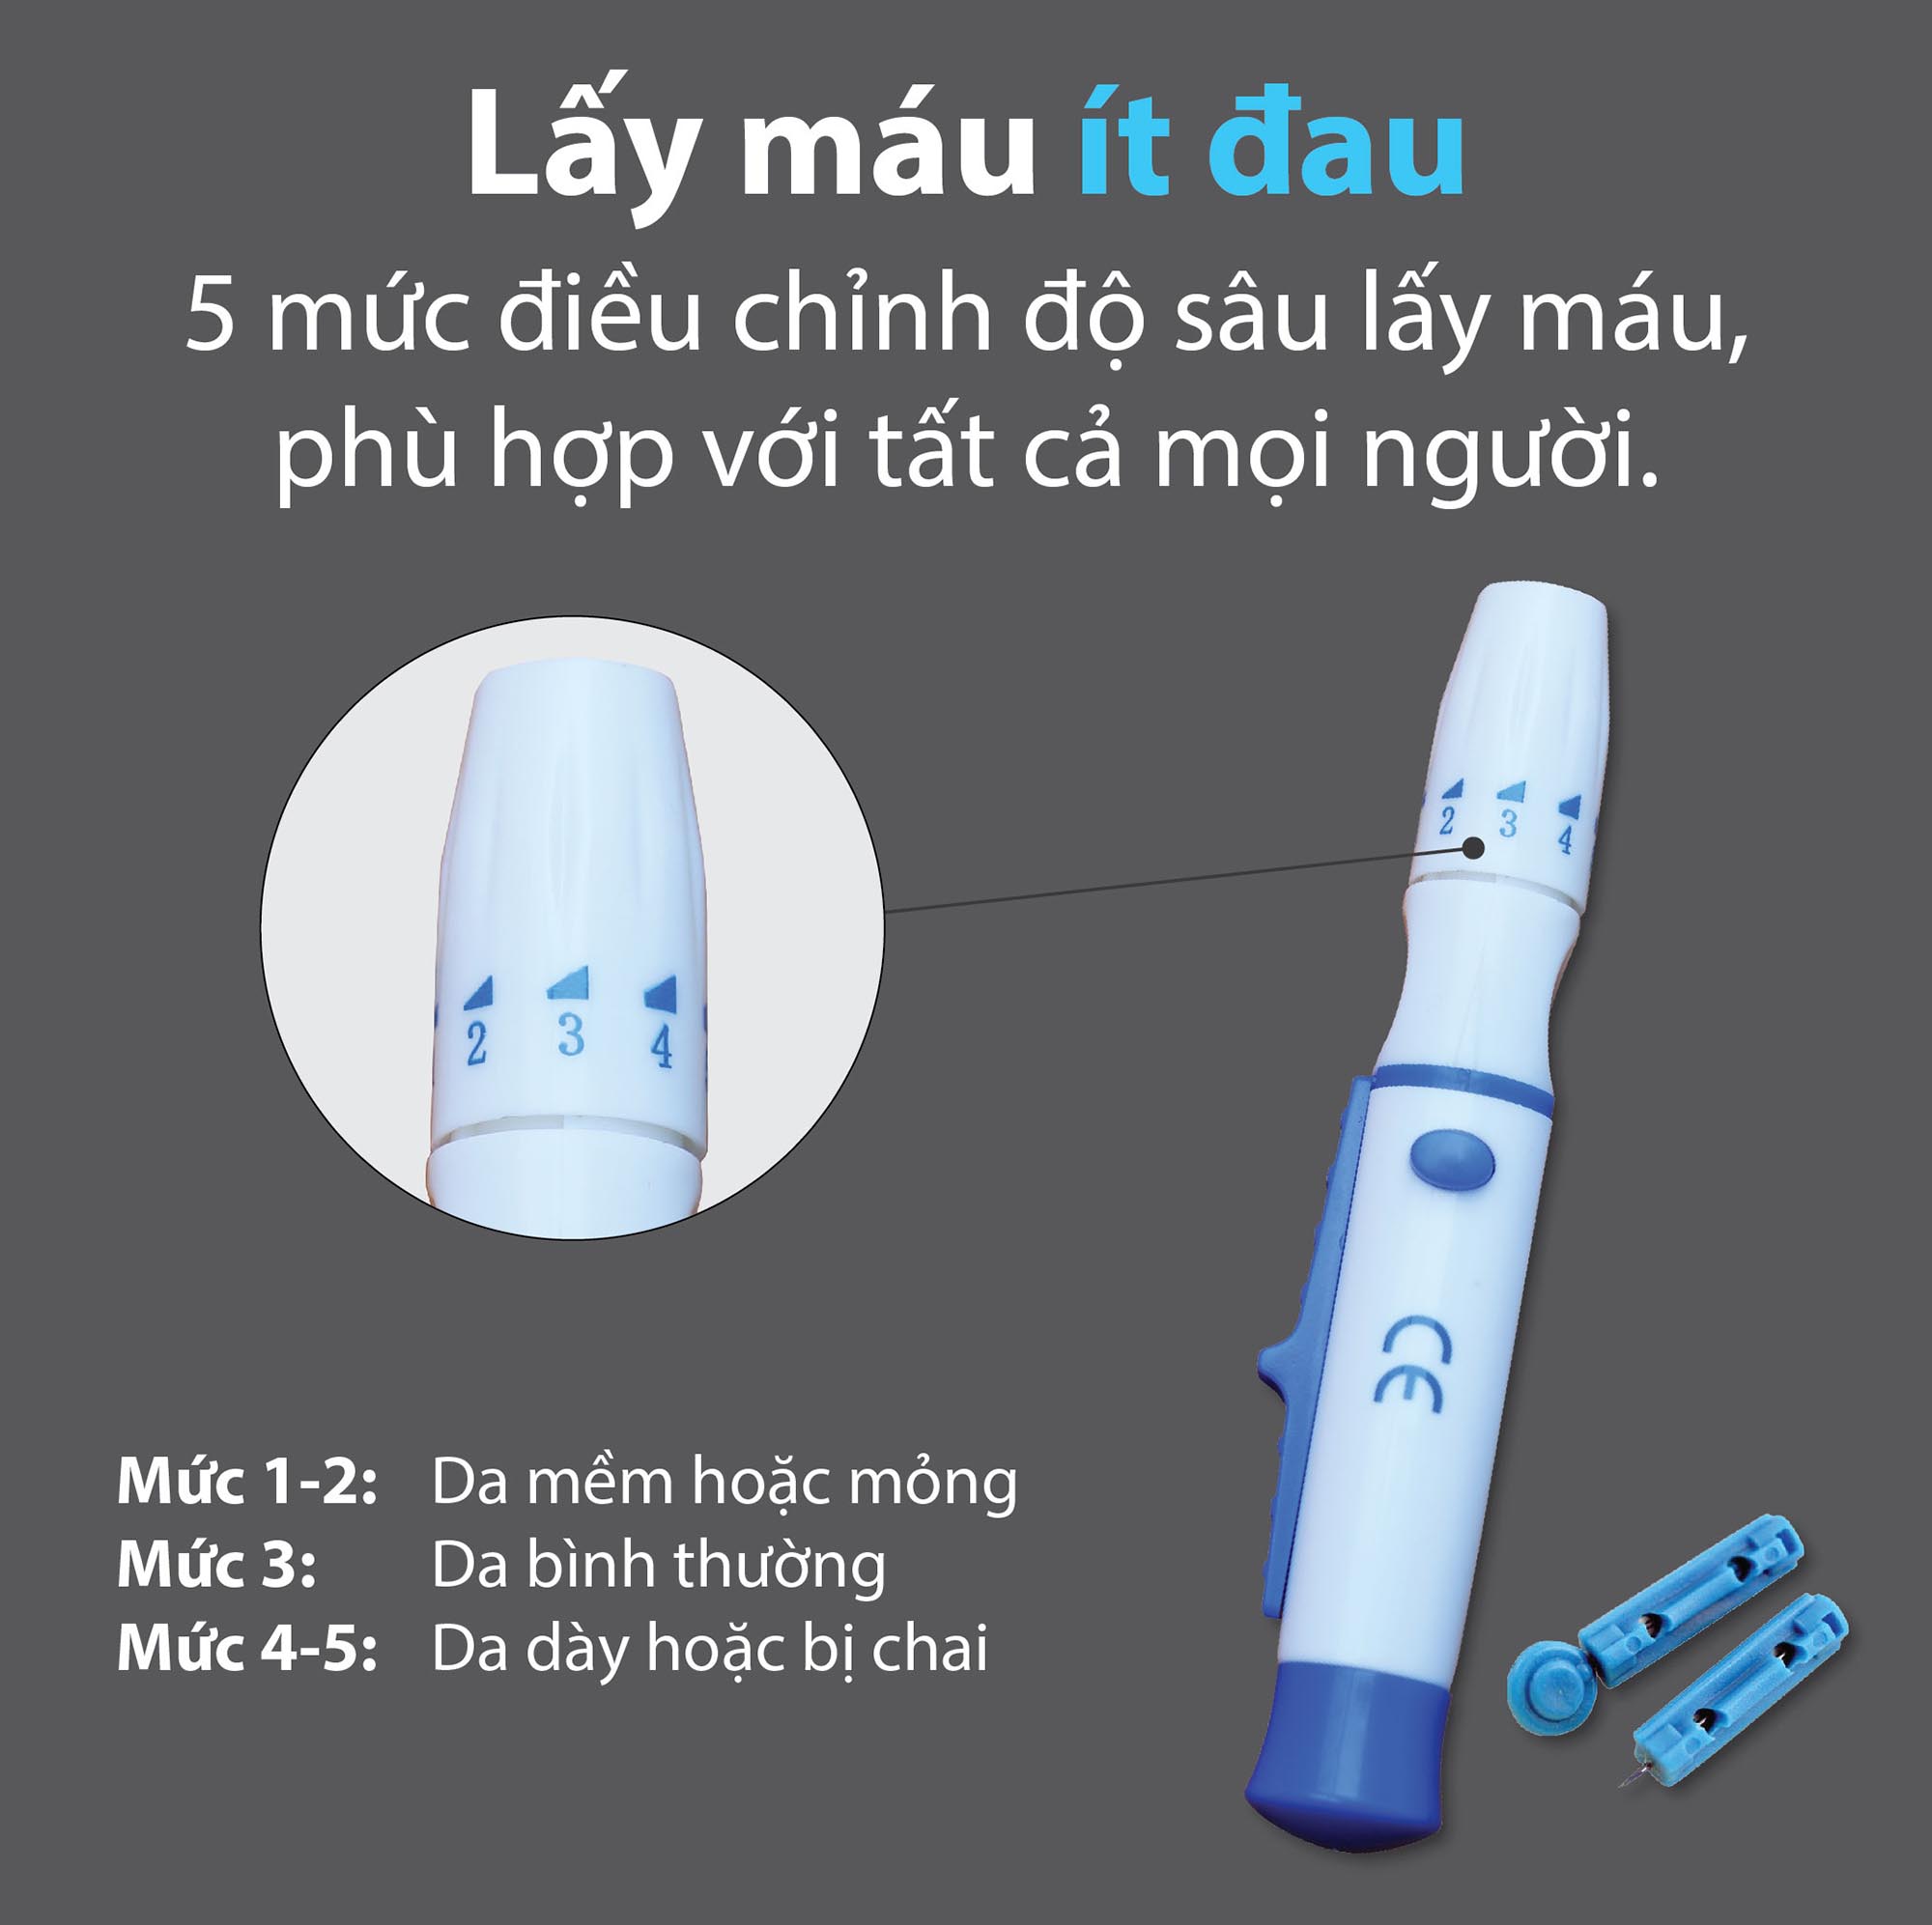 Lấy máu ít đau
5 mức điều chỉnh độ sâu lấy máu,
phù hợp với tất cả mọi người.
2 3 4
2 3 4
CE
Mức 1-2: Da mềm hoặc mỏng
Mức 3: Da bình thường
Mức 4-5: Da dày hoặc bị chai